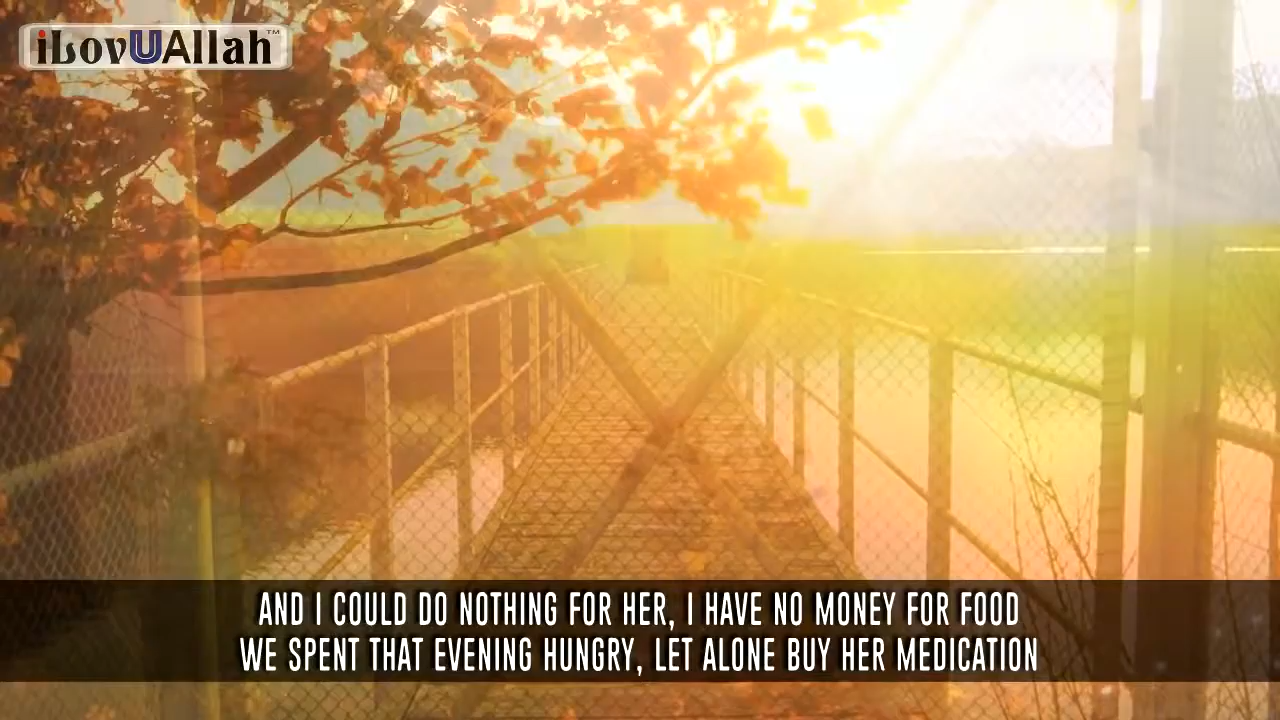 iLovUAllah™
AND I COULD DO NOTHING FOR HER, I HAVE NO MONEY FOR FOOD
WE SPENT THAT EVENING HUNGRY, LET ALONE BUY HER MEDICATION